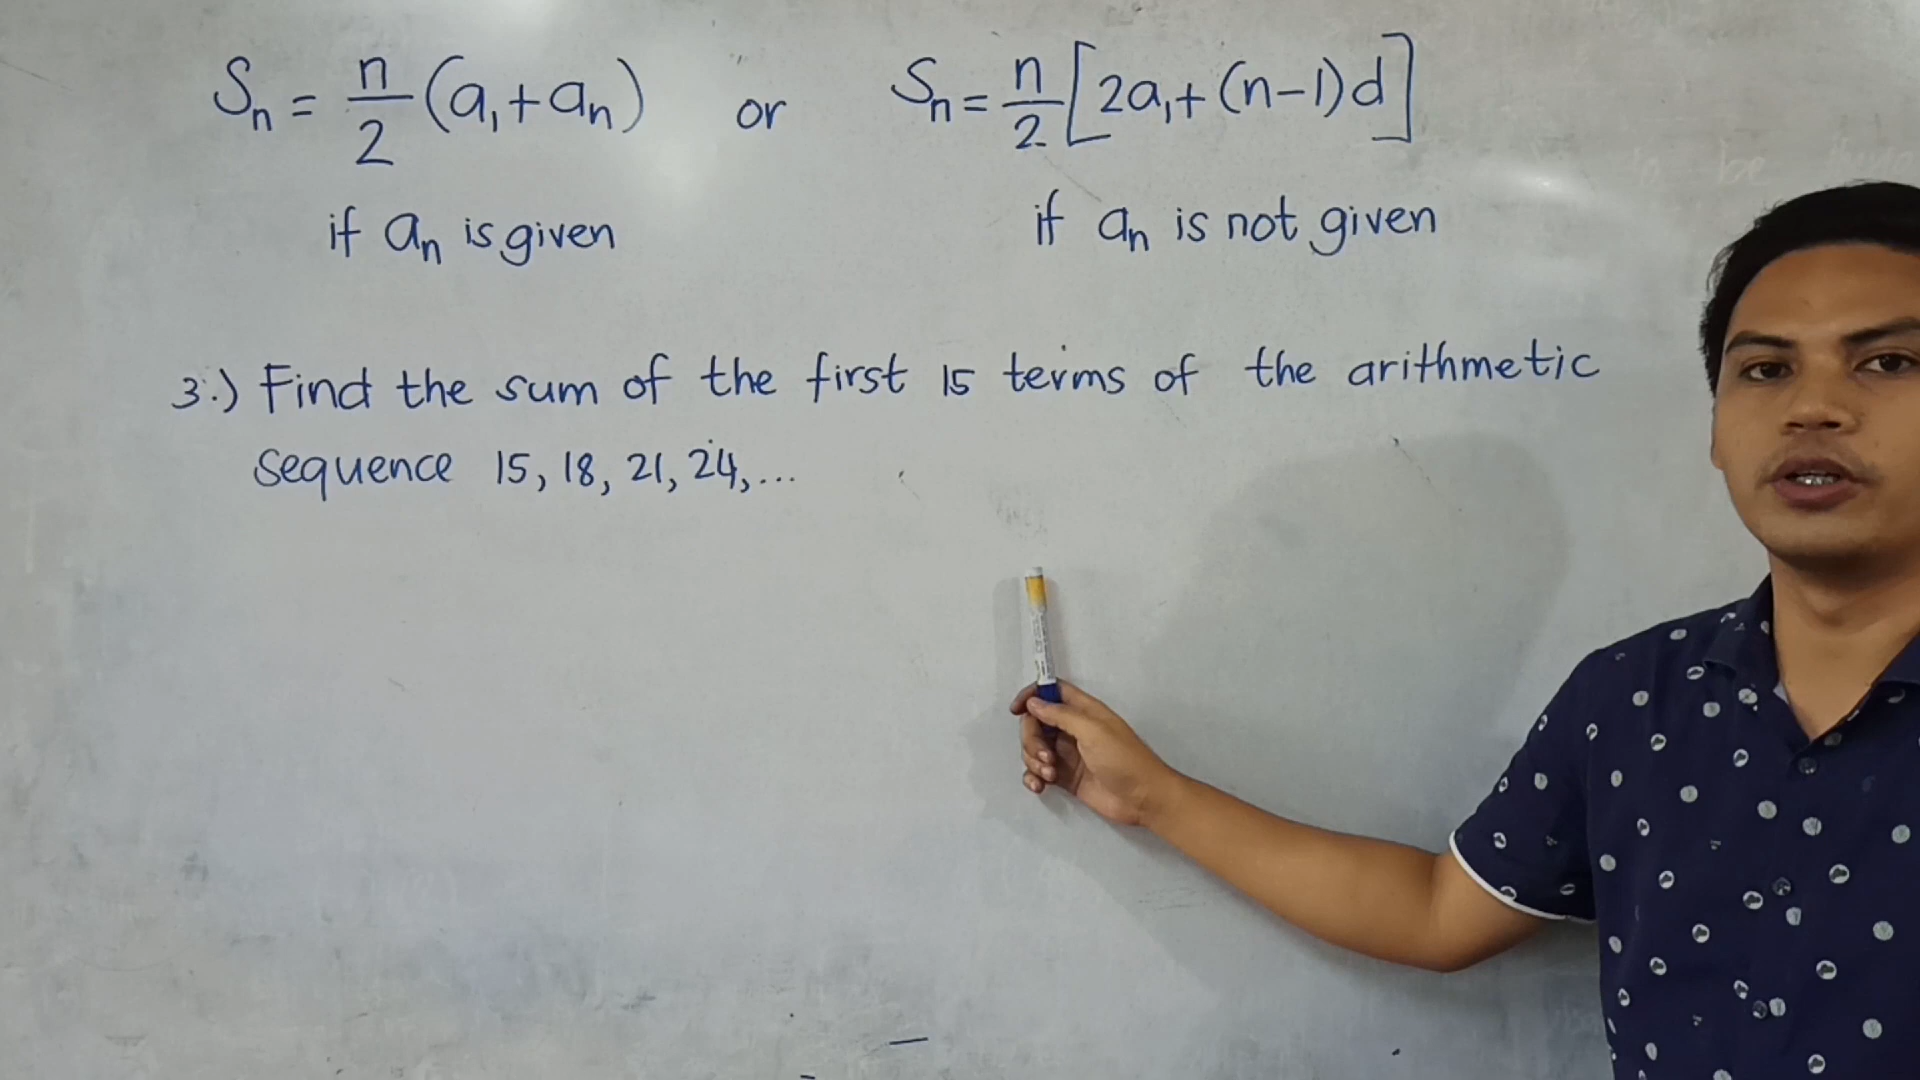 Sn = n/2 (a₁ + an) or Sn = n/2 [2a₁ + (n-1)d]
if an is given if an is not given
3.) Find the sum of the first 15 terms of the arithmetic
sequence 15, 18, 21, 24, ...